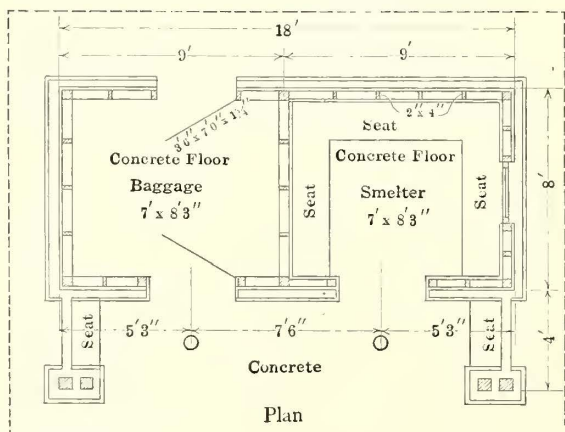 18'
9'
9'
3'6" x 7'0" x 1¾"
2" x 4"
Seat
Concrete Floor
Concrete Floor
Baggage
Smelter
7' x 8'3"
7' x 8'3"
Seat
Seat
8'
Seat
5'3"
7'6"
5'3"
Seat
4'
Concrete
Plan